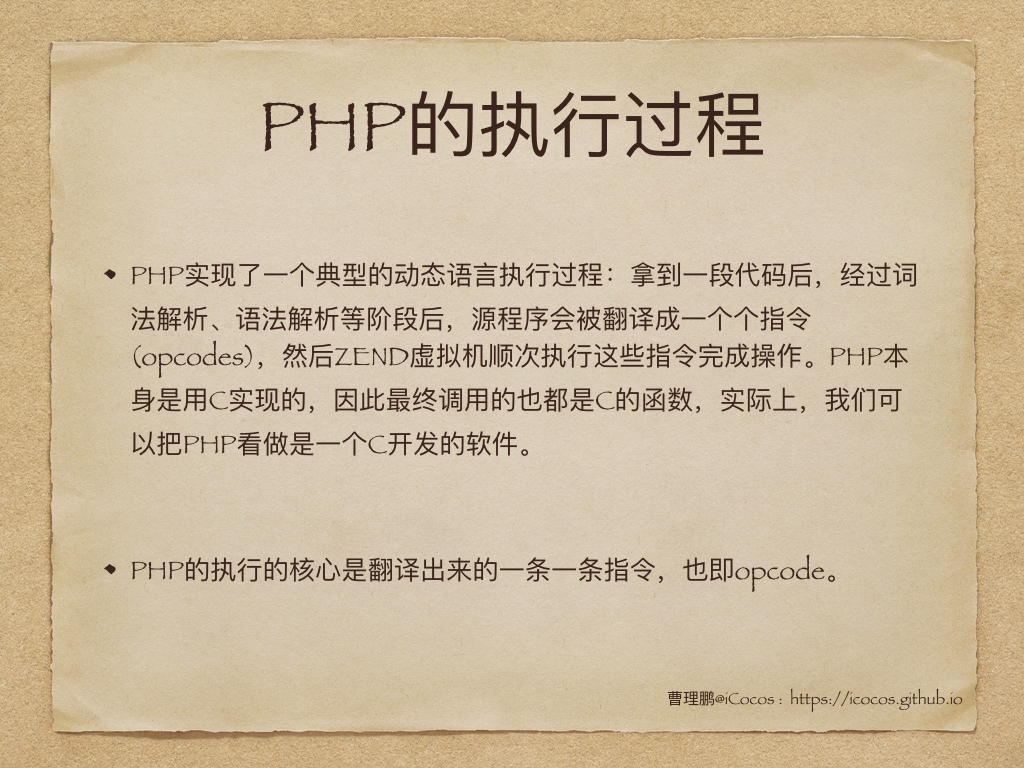 PHP的执行过程
PHP实现了一个典型的动态语言执行过程：拿到一段代码后，经过词
法解析、语法解析等阶段后，源程序会被翻译成一个个指令
(opcodes)，然后ZEND虚拟机顺次执行这些指令完成操作。PHP本
身是用C实现的，因此最终调用的也都是C的函数，实际上，我们可
以把PHP看做是一个C开发的软件。
PHP的执行的核心是翻译出来的一条一条指令，也即opcode。
曹理鹏@iCocos : https://icocos.github.io